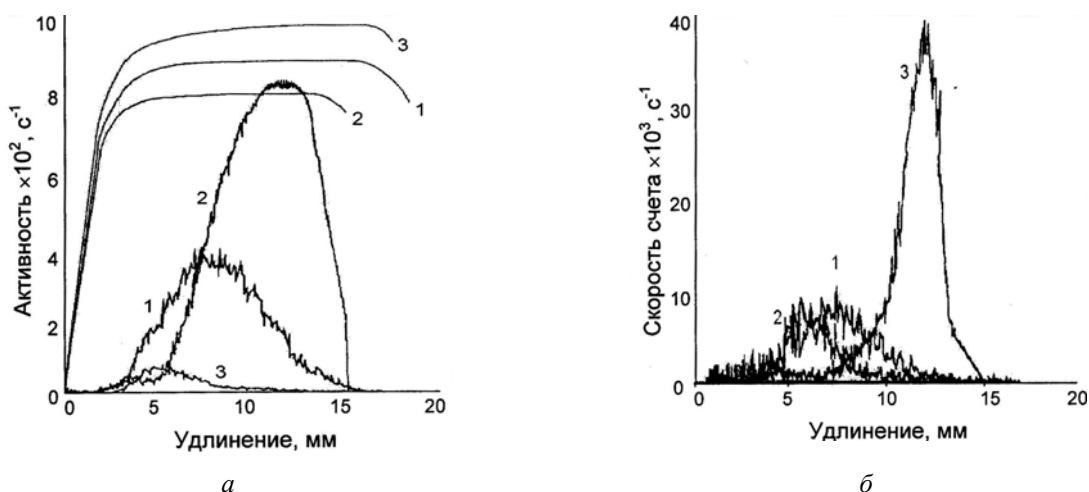 Активность ×10², с⁻¹
10
8
6
4
2
0
0 5 10 15 20
Удлинение, мм
3
1
2
2
1
3
а
Скорость счета ×10³, с⁻¹
40
30
20
10
0
0 5 10 15 20
Удлинение, мм
3
1
2
б